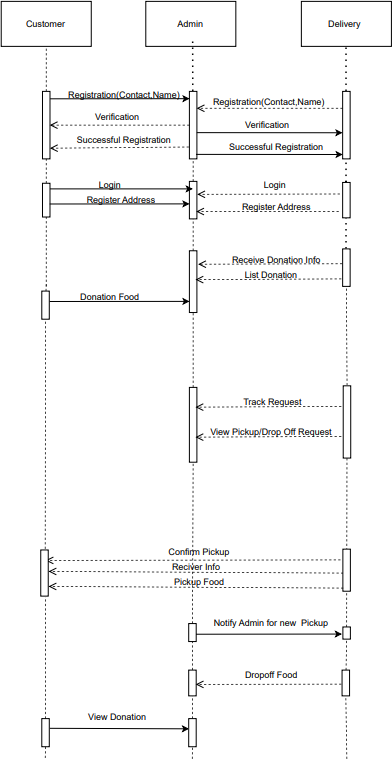 Customer
Admin
Delivery
Registration(Contact,Name)
Registration(Contact,Name)
Verification
Verification
Successful Registration
Successful Registration
Login
Login
Register Address
Register Address
Receive Donation Info
List Donation
Donation Food
Track Request
View Pickup/Drop Off Request
Confirm Pickup
Reciver Info
Pickup Food
Notify Admin for new Pickup
Dropoff Food
View Donation